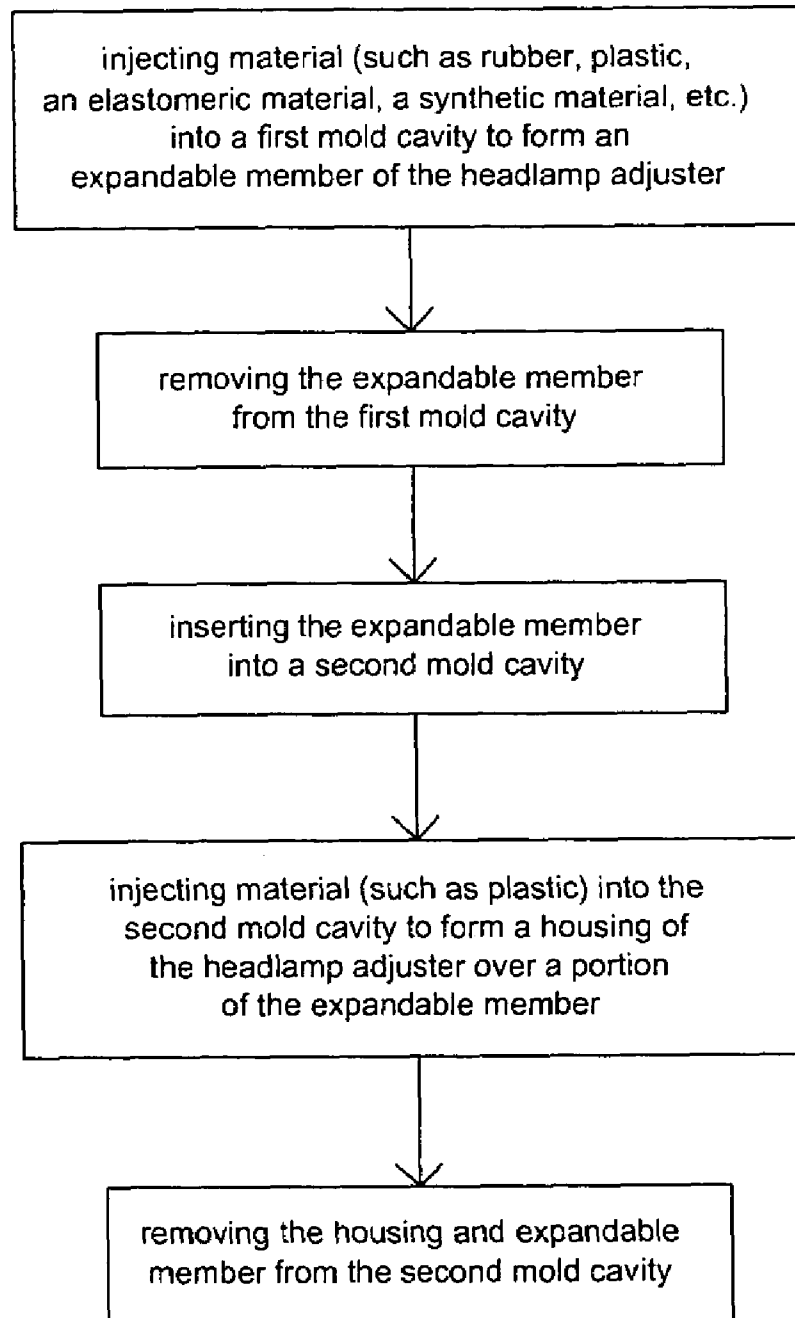 injecting material (such as rubber, plastic,
an elastomeric material, a synthetic material, etc.)
into a first mold cavity to form an
expandable member of the headlamp adjuster
removing the expandable member
from the first mold cavity
inserting the expandable member
into a second mold cavity
injecting material (such as plastic) into the
second mold cavity to form a housing of
the headlamp adjuster over a portion
of the expandable member
removing the housing and expandable
member from the second mold cavity